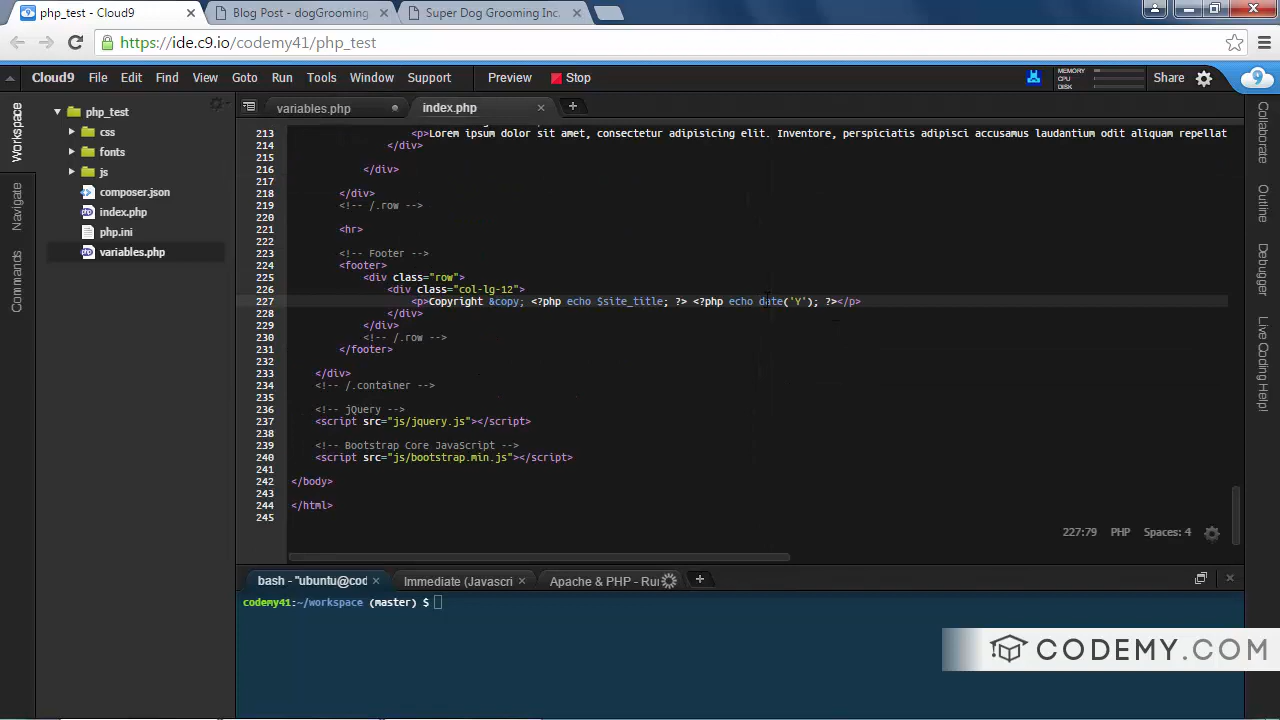 php_test - Cloud9
Blog Post - dogGrooming
Super Dog Grooming Inc.
https://ide.c9.io/codemy41/php_test
Cloud9 File Edit Find View Goto Run Tools Window Support Preview Stop MEMORY CPU DISK Share
Workspace
Navigate
Commands
php_test
css
fonts
js
composer.json
index.php
php.ini
variables.php
variables.php
index.php
213 <p>Lorem ipsum dolor sit amet, consectetur adipisicing elit. Inventore, perspiciatis adipisci accusamus laudantium odit aliquam repellat
214 </div>
215
216 </div>
217
218 </div>
219 <!-- /.row -->
220
221 <hr>
222
223 <!-- Footer -->
224 <footer>
225 <div class="row">
226 <div class="col-lg-12">
227 <p>Copyright &copy; <?php echo $site_title; ?> <?php echo date('Y'); ?></p>
228 </div>
229 </div>
230 <!-- /.row -->
231 </footer>
232
233 </div>
234 <!-- /.container -->
235
236 <!-- jQuery -->
237 <script src="js/jquery.js"></script>
238
239 <!-- Bootstrap Core JavaScript -->
240 <script src="js/bootstrap.min.js"></script>
241
242 </body>
243
244 </html>
245
227:79 PHP Spaces: 4
Collaborate
Outline
Debugger
Live Coding Help!
bash - "ubuntu@cod
Immediate (Javascri
Apache & PHP - Run
codemy41:~/workspace (master) $
CODEMY.COM